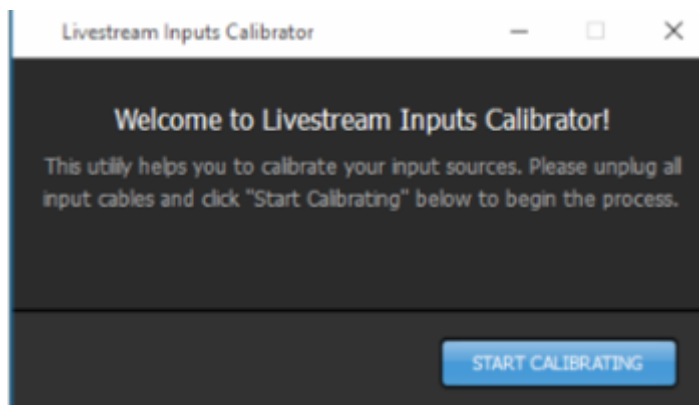 Livestream Inputs Calibrator
Welcome to Livestream Inputs Calibrator!
This utility helps you to calibrate your input sources. Please unplug all
input cables and click "Start Calibrating" below to begin the process.
START CALIBRATING